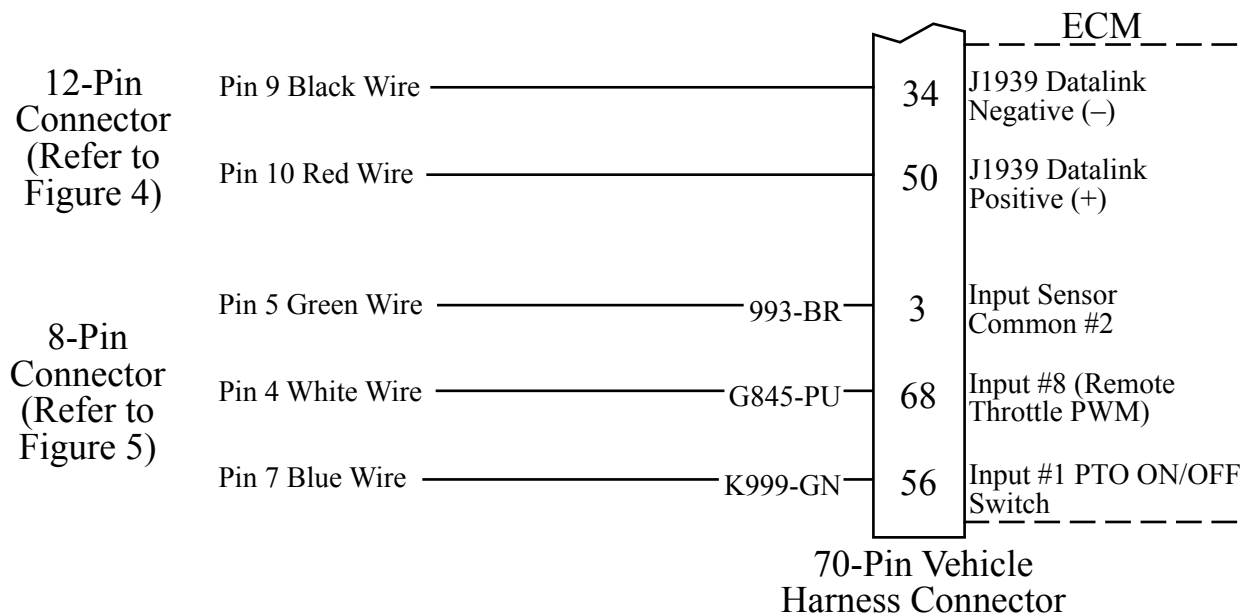 ECM
12-Pin
Connector
(Refer to
Figure 4)
Pin 9 Black Wire
34
J1939 Datalink
Negative (–)
Pin 10 Red Wire
50
J1939 Datalink
Positive (+)
8-Pin
Connector
(Refer to
Figure 5)
Pin 5 Green Wire
993-BR
3
Input Sensor
Common #2
Pin 4 White Wire
G845-PU
68
Input #8 (Remote
Throttle PWM)
Pin 7 Blue Wire
K999-GN
56
Input #1 PTO ON/OFF
Switch
70-Pin Vehicle
Harness Connector